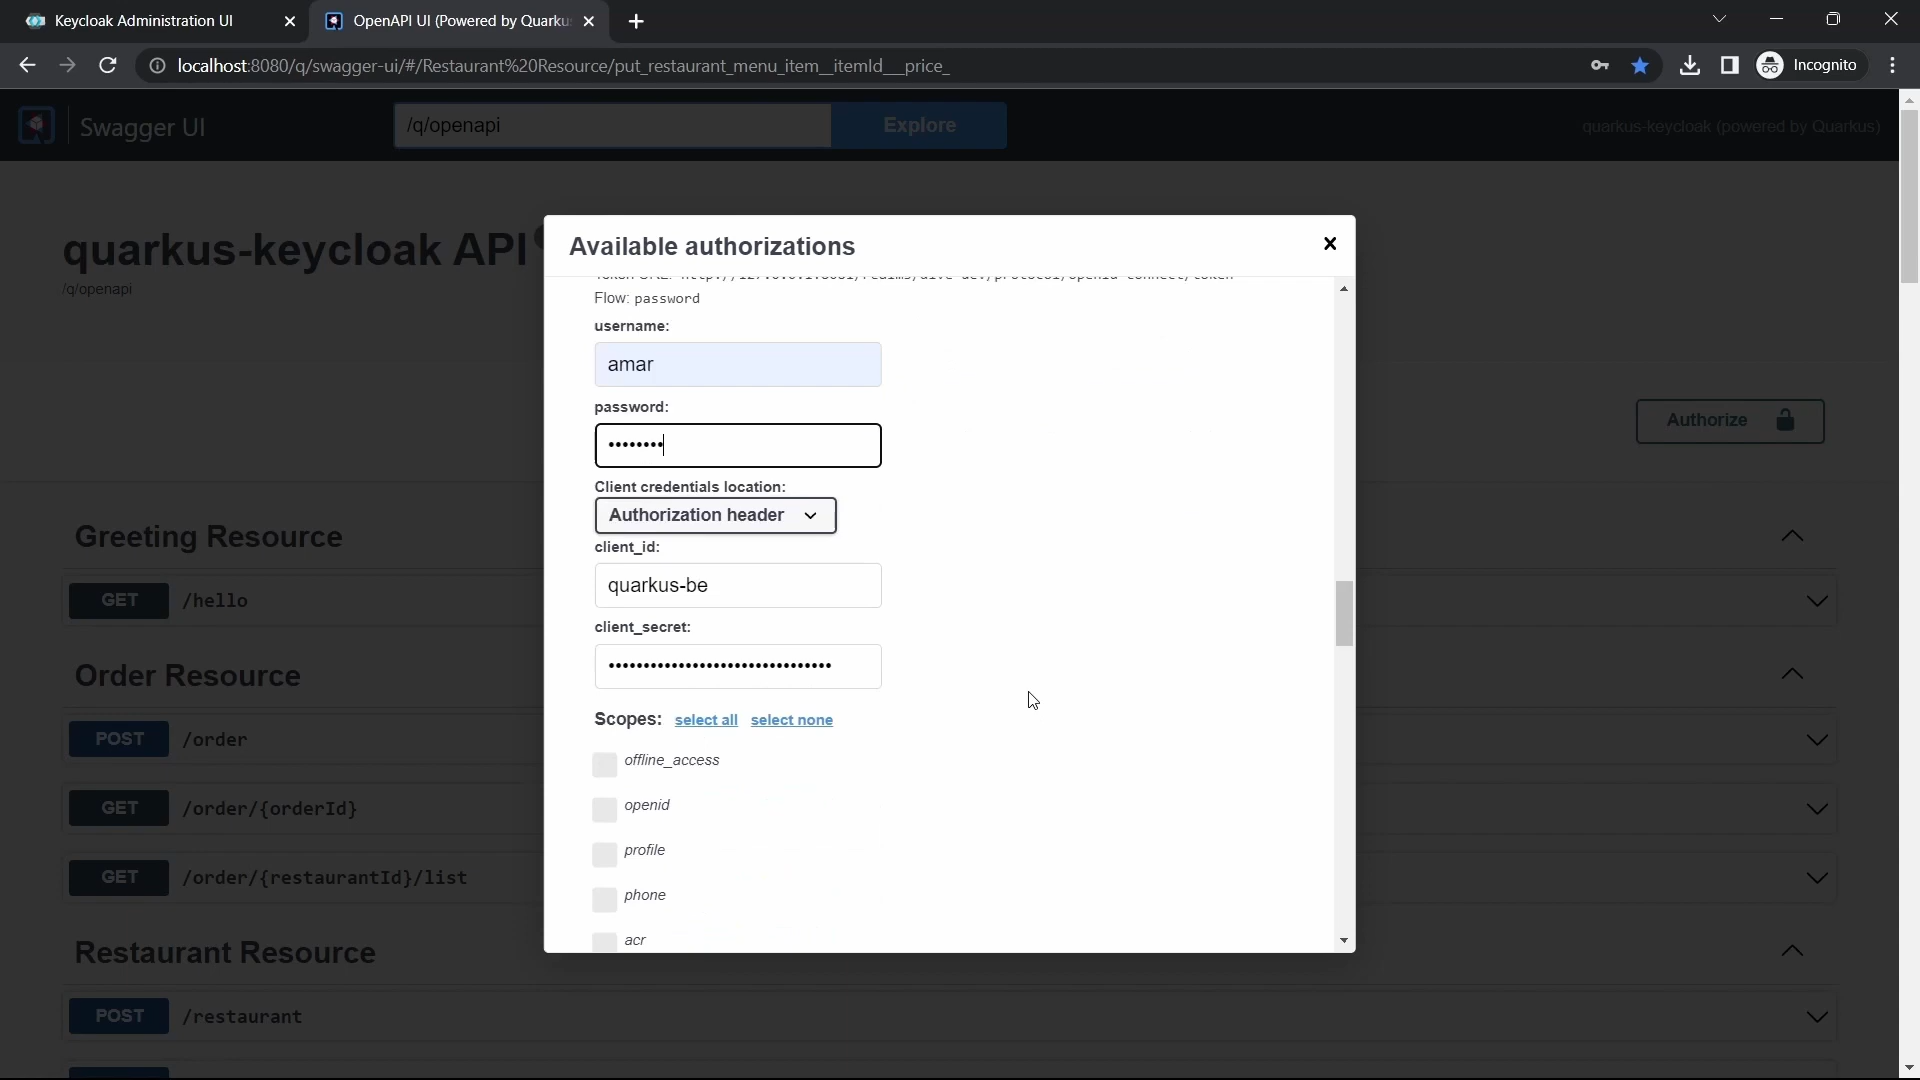 Keycloak Administration UI
OpenAPI UI (Powered by Quarkus
localhost:8080/q/swagger-ui/#/Restaurant%20Resource/put_restaurant_menu_item__itemId__price_
Incognito
Swagger UI
/q/openapi
Explore
quarkus-keycloak (powered by Quarkus)
quarkus-keycloak API
/q/openapi
Authorize
Available authorizations
Flow: password
username:
amar
password:
••••••••
Client credentials location:
Authorization header
client_id:
quarkus-be
client_secret:
••••••••••••••••••••••••••••••••
Scopes: select all select none
offline_access
openid
profile
phone
acr
Greeting Resource
GET /hello
Order Resource
POST /order
GET /order/{orderId}
GET /order/{restaurantId}/list
Restaurant Resource
POST /restaurant